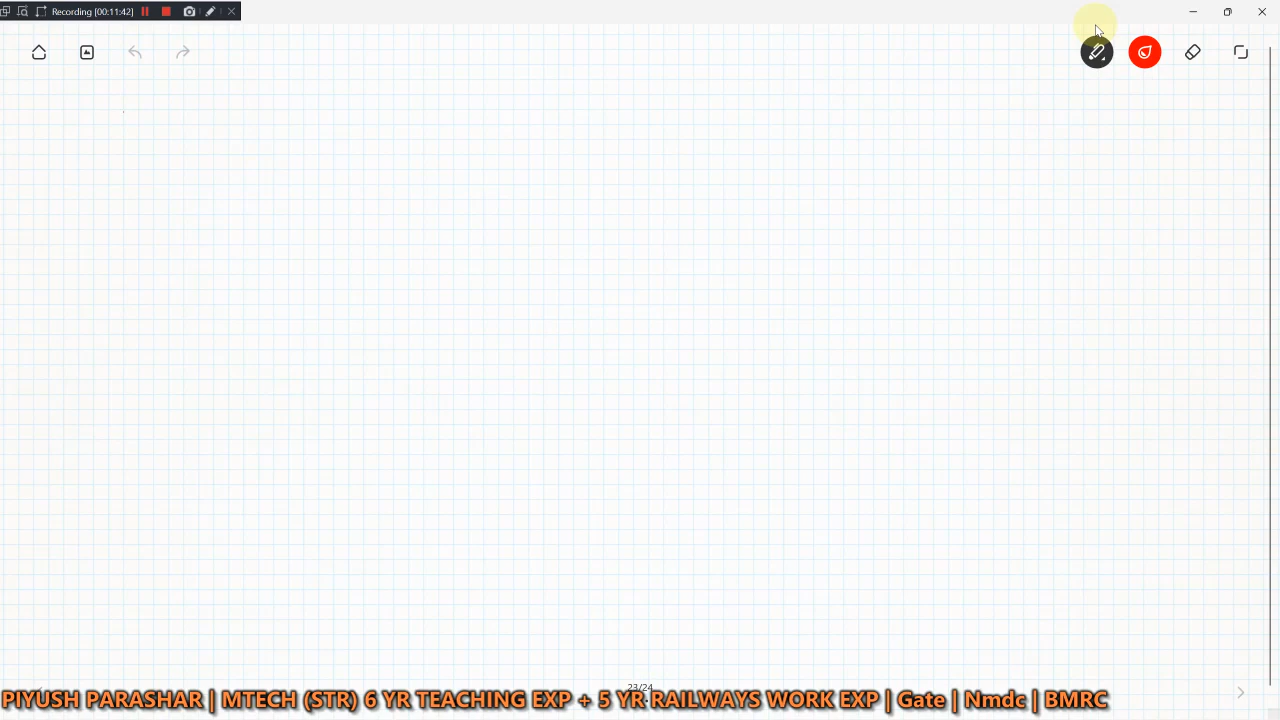 Recording [00:11:42]
23/24
PIYUSH PARASHAR | MTECH (STR) 6 YR TEACHING EXP + 5 YR RAILWAYS WORK EXP | Gate | Nmdc | BMRC